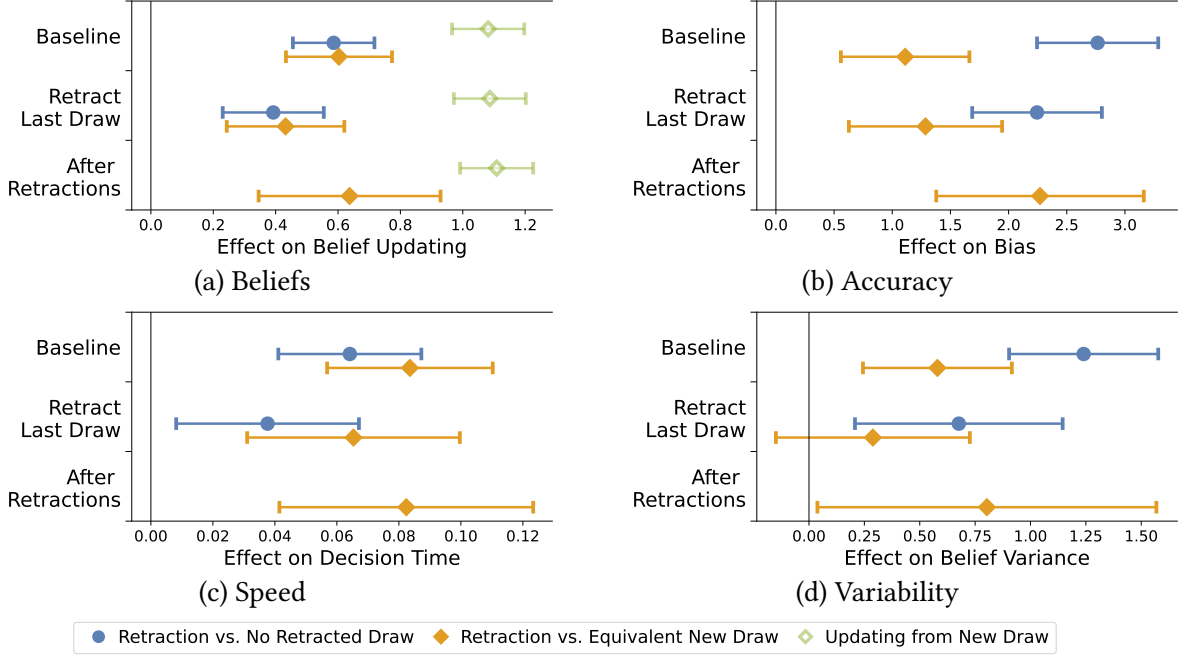 Baseline
Retract
Last Draw
After
Retractions
0.0 0.2 0.4 0.6 0.8 1.0 1.2
Effect on Belief Updating
(a) Beliefs
Baseline
Retract
Last Draw
After
Retractions
0.0 0.5 1.0 1.5 2.0 2.5 3.0
Effect on Bias
(b) Accuracy
Baseline
Retract
Last Draw
After
Retractions
0.00 0.02 0.04 0.06 0.08 0.10 0.12
Effect on Decision Time
(c) Speed
Baseline
Retract
Last Draw
After
Retractions
0.00 0.25 0.50 0.75 1.00 1.25 1.50
Effect on Belief Variance
(d) Variability
Retraction vs. No Retracted Draw Retraction vs. Equivalent New Draw Updating from New Draw